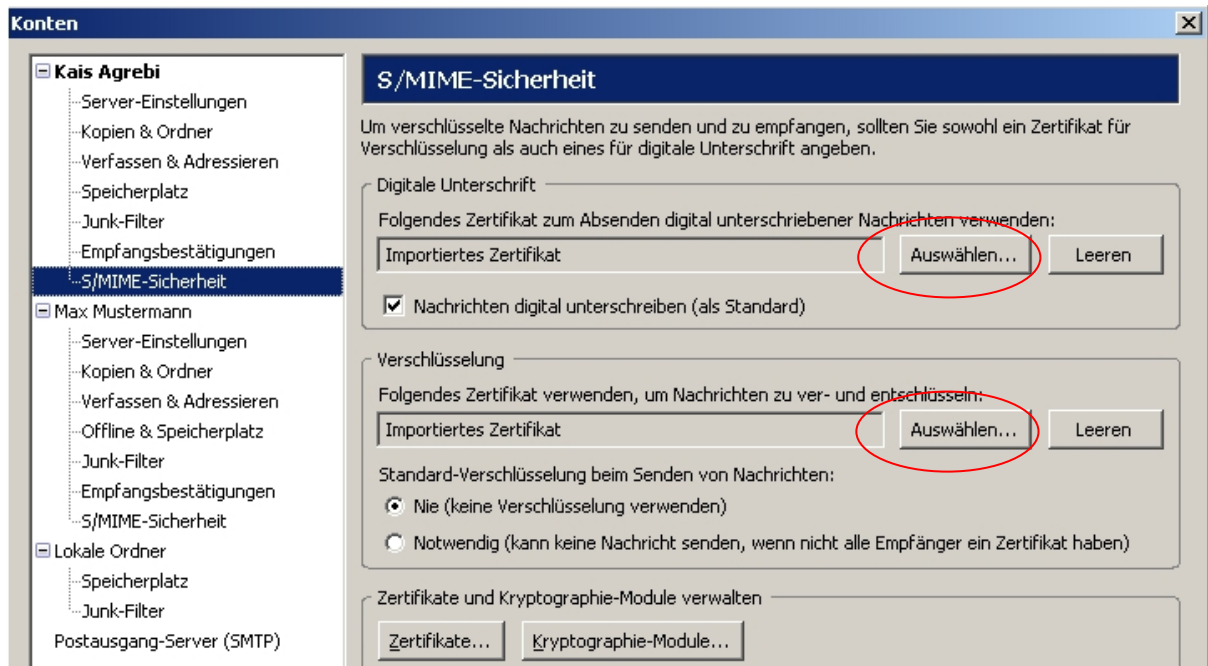 Konten
Kais Agrebi
Server-Einstellungen
Kopien & Ordner
Verfassen & Adressieren
Speicherplatz
Junk-Filter
Empfangsbestätigungen
S/MIME-Sicherheit
Max Mustermann
Server-Einstellungen
Kopien & Ordner
Verfassen & Adressieren
Offline & Speicherplatz
Junk-Filter
Empfangsbestätigungen
S/MIME-Sicherheit
Lokale Ordner
Speicherplatz
Junk-Filter
Postausgang-Server (SMTP)
S/MIME-Sicherheit
Um verschlüsselte Nachrichten zu senden und zu empfangen, sollten Sie sowohl ein Zertifikat für
Verschlüsselung als auch eines für digitale Unterschrift angeben.
Digitale Unterschrift
Folgendes Zertifikat zum Absenden digital unterschriebener Nachrichten verwenden:
Importiertes Zertifikat Auswählen... Leeren
Nachrichten digital unterschreiben (als Standard)
Verschlüsselung
Folgendes Zertifikat verwenden, um Nachrichten zu ver- und entschlüsseln:
Importiertes Zertifikat Auswählen... Leeren
Standard-Verschlüsselung beim Senden von Nachrichten:
Nie (keine Verschlüsselung verwenden)
Notwendig (kann keine Nachricht senden, wenn nicht alle Empfänger ein Zertifikat haben)
Zertifikate und Kryptographie-Module verwalten
Zertifikate... Kryptographie-Module...